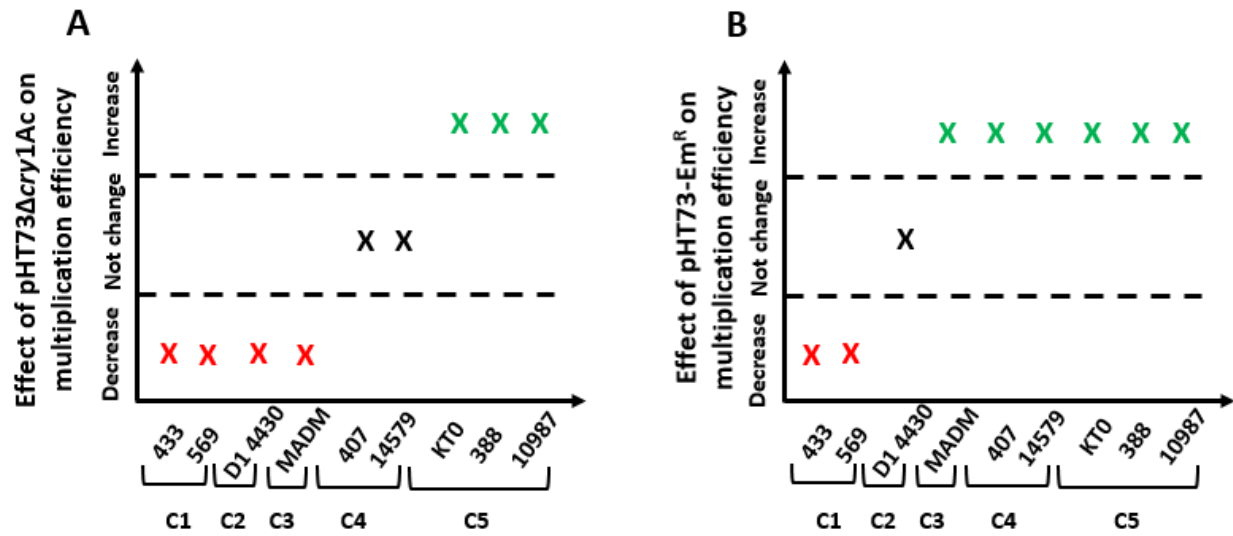 A
Effect of pHT73Δcry1Ac on
multiplication efficiency
Increase
Not change
Decrease
X X X
X X
X X X X
433 569 D1 4430 MADM 407 14579 KT0 388 10987
C1 C2 C3 C4 C5
B
Effect of pHT73-Emᴿ on
multiplication efficiency
Increase
Not change
Decrease
X X X X X X
X
X X
433 569 D1 4430 MADM 407 14579 KT0 388 10987
C1 C2 C3 C4 C5